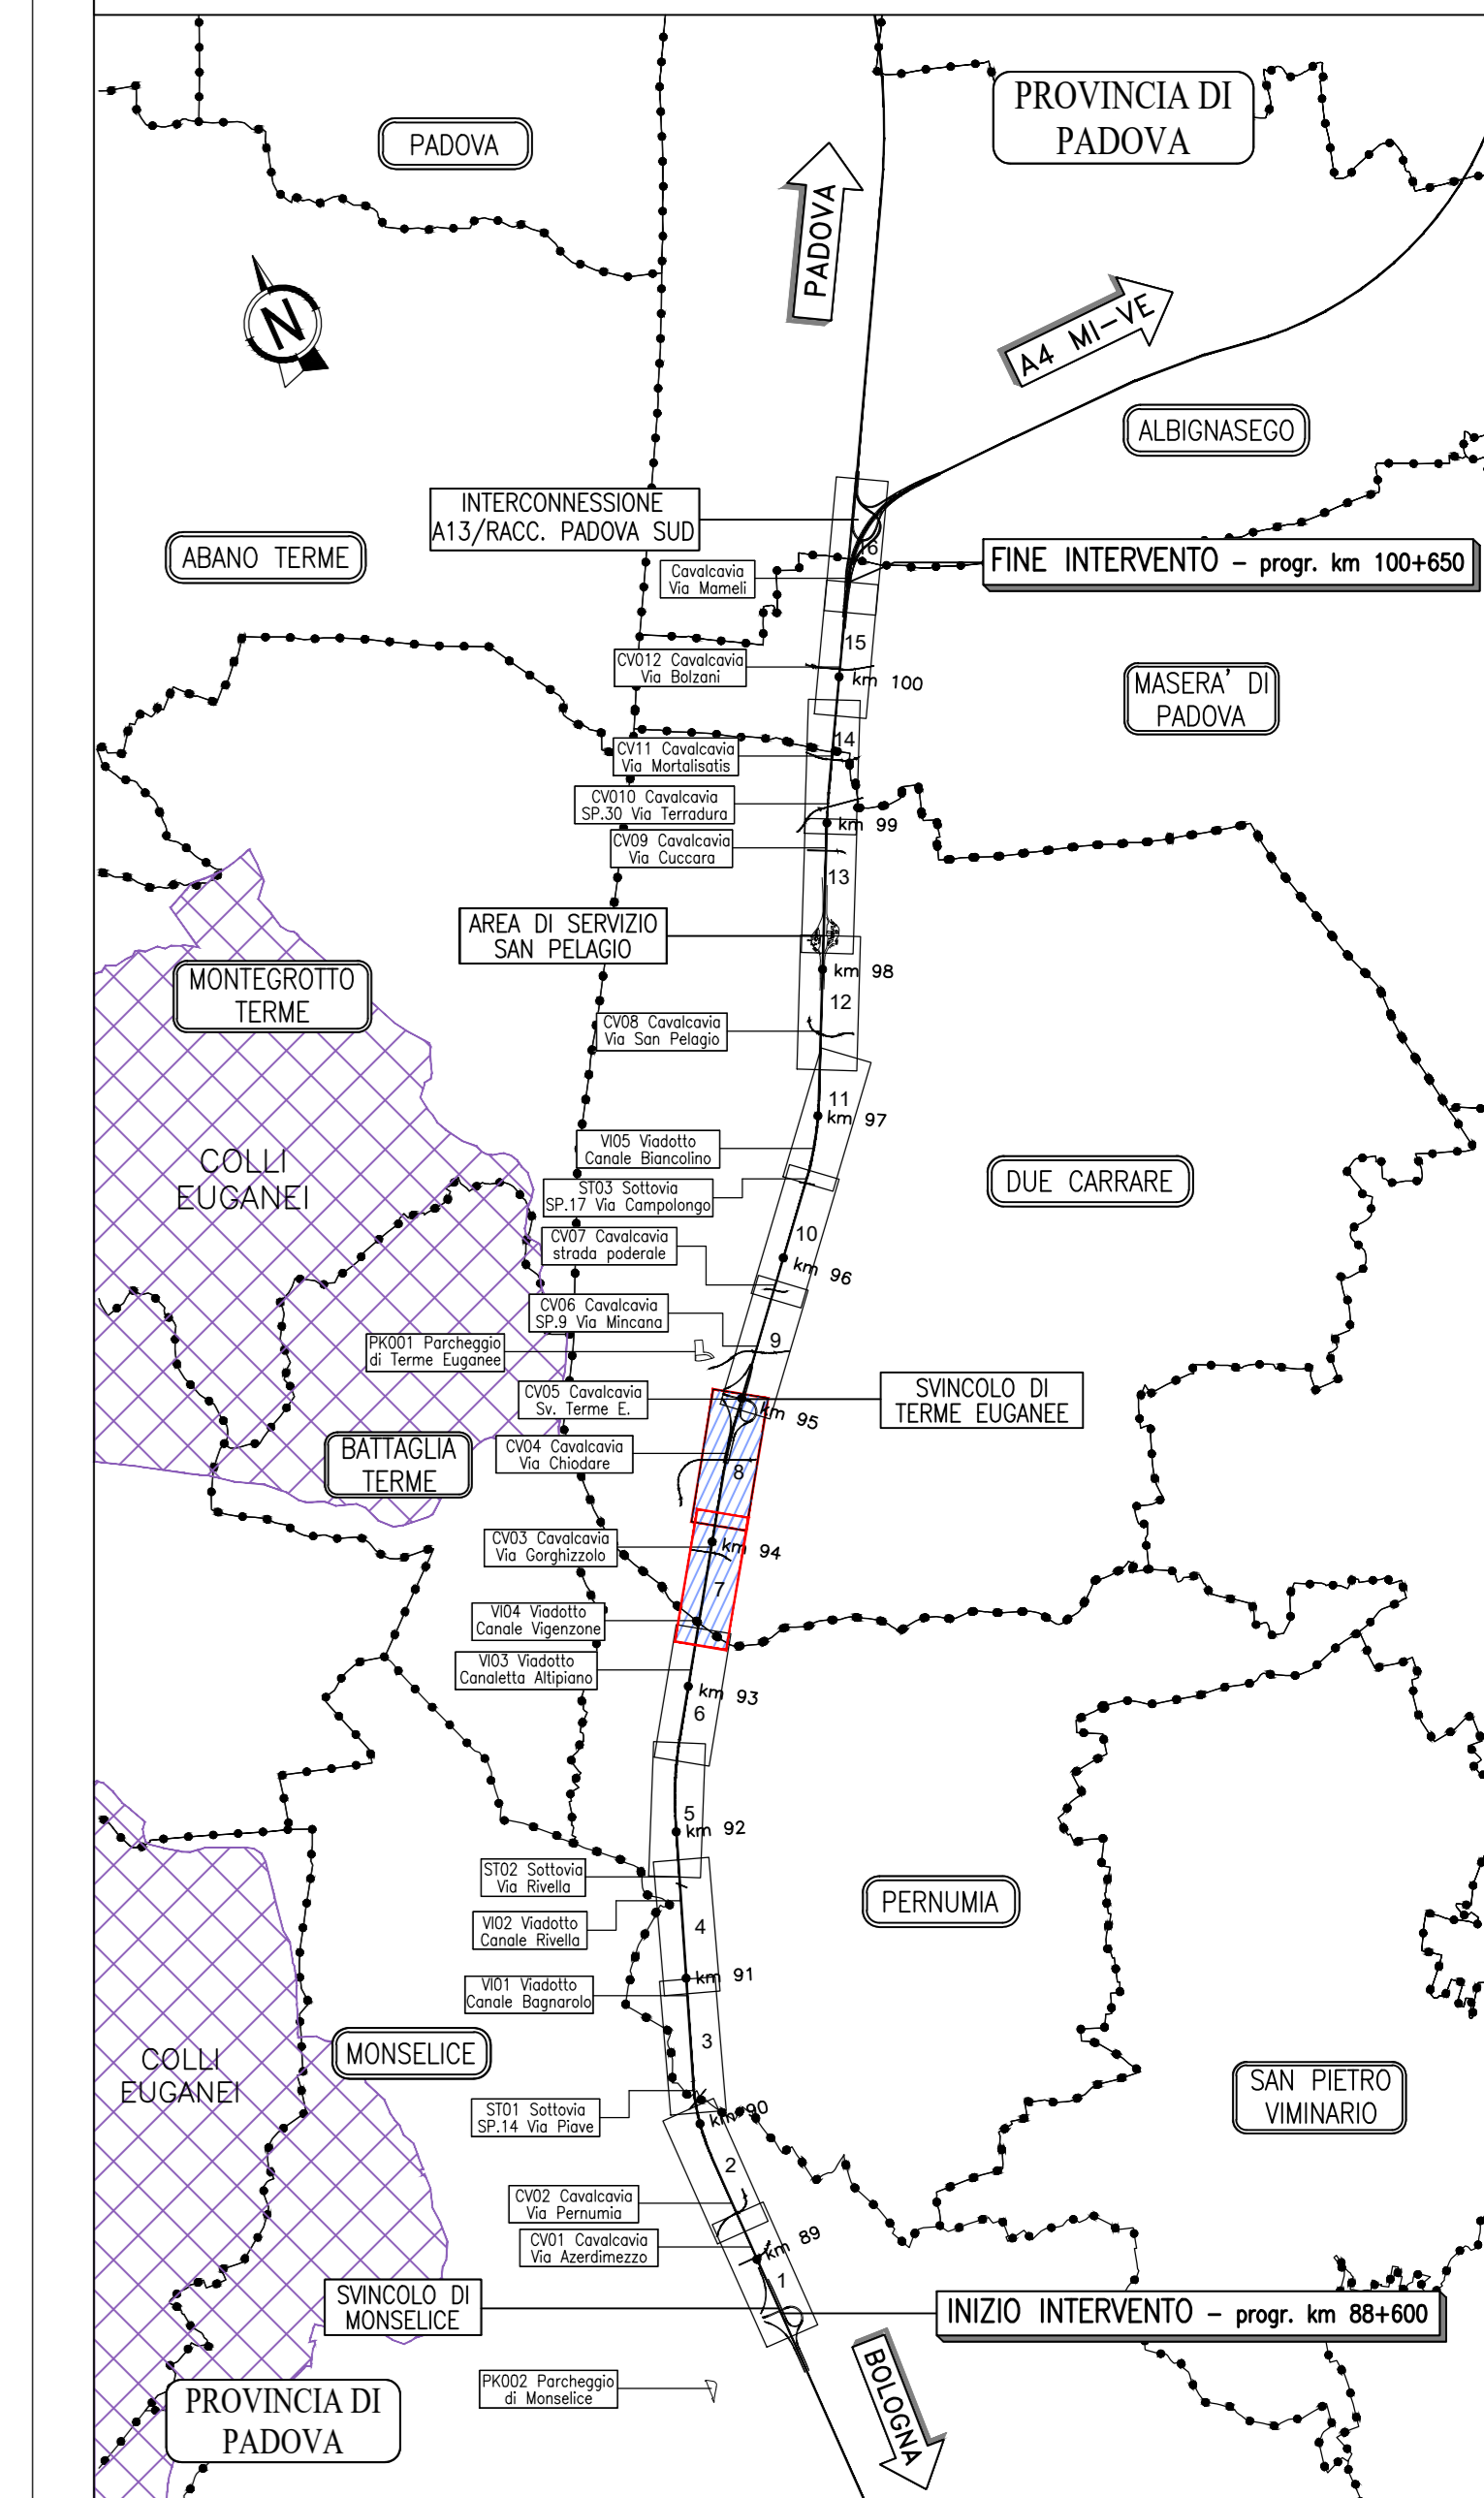 PROVINCIA DI
PADOVA
PADOVA
PADOVA
N
A4 MI-VE
ALBIGNASEGO
INTERCONNESSIONE
A13/RACC. PADOVA SUD
16
ABANO TERME
FINE INTERVENTO - progr. km 100+650
Cavalcavia
Via Mameli
15
CV012 Cavalcavia
Via Bolzani
km 100
MASERA' DI
PADOVA
14
CV11 Cavalcavia
Via Mortalisatis
CV010 Cavalcavia
SP.30 Via Terradura
km 99
CV09 Cavalcavia
Via Cuccara
13
AREA DI SERVIZIO
SAN PELAGIO
km 98
MONTEGROTTO
TERME
12
CV08 Cavalcavia
Via San Pelagio
11
km 97
VI05 Viadotto
Canale Biancolino
COLLI
EUGANEI
DUE CARRARE
ST03 Sottovia
SP.17 Via Campolongo
10
CV07 Cavalcavia
strada poderale
km 96
CV06 Cavalcavia
SP.9 Via Mincana
9
PK001 Parcheggio
di Terme Euganee
SVINCOLO DI
TERME EUGANEE
CV05 Cavalcavia
Sv. Terme E.
km 95
BATTAGLIA
TERME
CV04 Cavalcavia
Via Chiodare
8
CV03 Cavalcavia
Via Gorghizzolo
km 94
7
VI04 Viadotto
Canale Vigenzone
VI03 Viadotto
Canaletta Altipiano
km 93
6
5
km 92
ST02 Sottovia
Via Rivella
PERNUMIA
VI02 Viadotto
Canale Rivella
4
km 91
VI01 Viadotto
Canale Bagnarolo
3
MONSELICE
COLLI
EUGANEI
SAN PIETRO
VIMINARIO
ST01 Sottovia
SP.14 Via Piave
km 90
2
CV02 Cavalcavia
Via Pernumia
CV01 Cavalcavia
Via Azerdimezzo
km 89
1
SVINCOLO DI
MONSELICE
INIZIO INTERVENTO - progr. km 88+600
PK002 Parcheggio
di Monselice
BOLOGNA
PROVINCIA DI
PADOVA